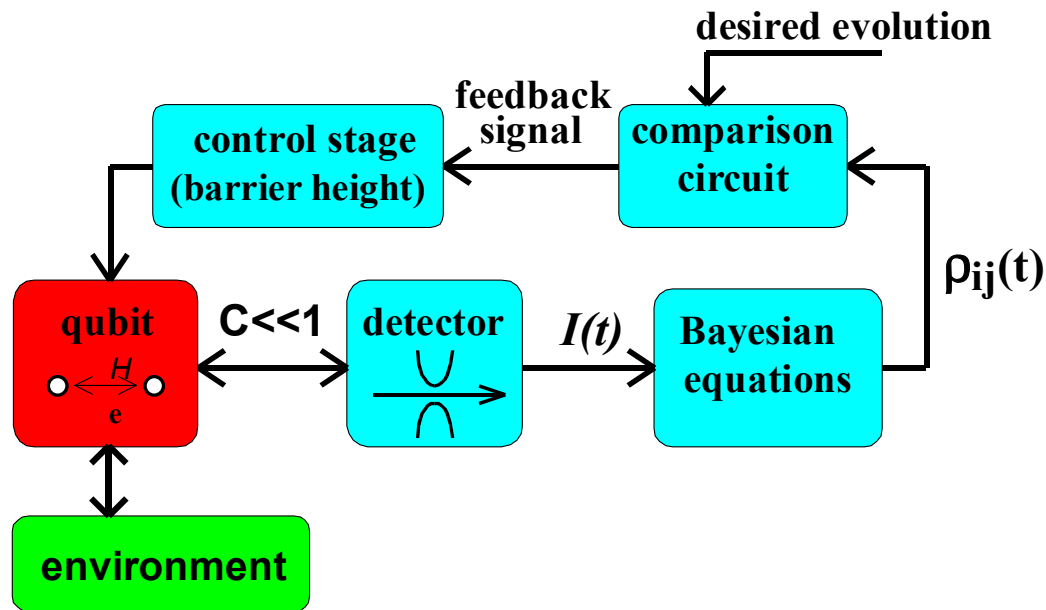 desired evolution
feedback
signal
control stage
(barrier height)
comparison
circuit
ρij(t)
qubit
H
e
C<<1
detector
I(t)
Bayesian
equations
environment